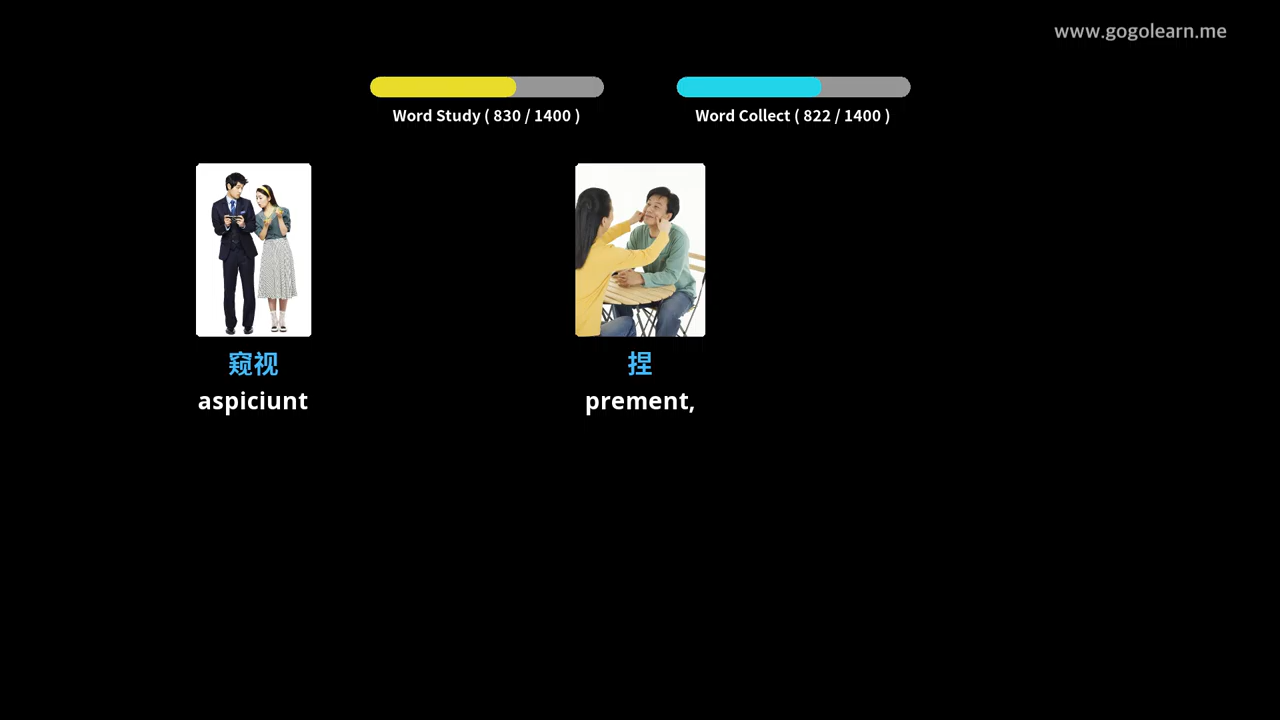 www.gogolearn.me
Word Study ( 830 / 1400 )
Word Collect ( 822 / 1400 )
窥视
aspiciunt
捏
prement,